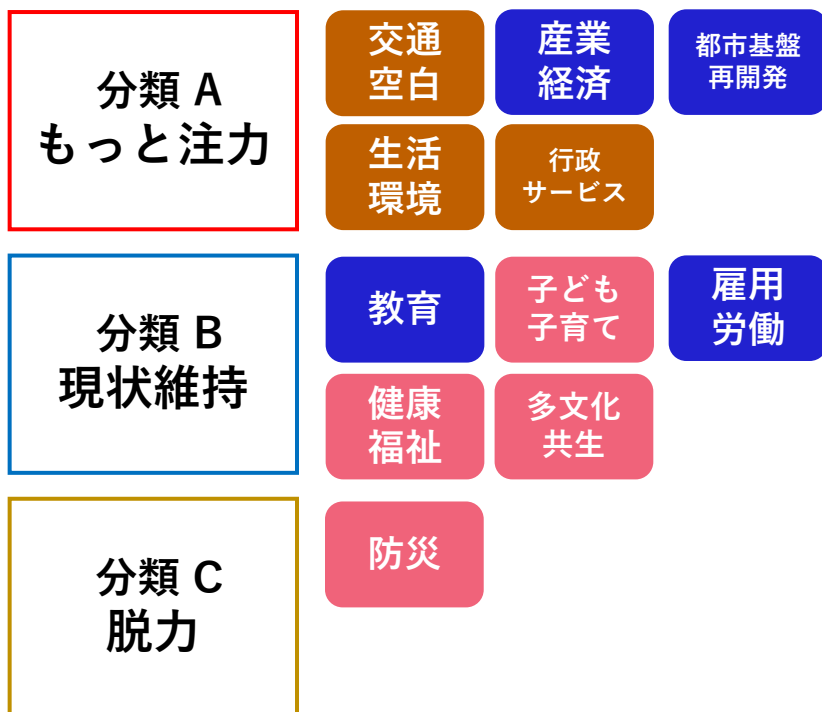 分類 A
もっと注力
交通
空白
産業
経済
都市基盤
再開発
生活
環境
行政
サービス
分類 B
現状維持
教育
子ども
子育て
雇用
労働
健康
福祉
多文化
共生
分類 C
脱力
防災